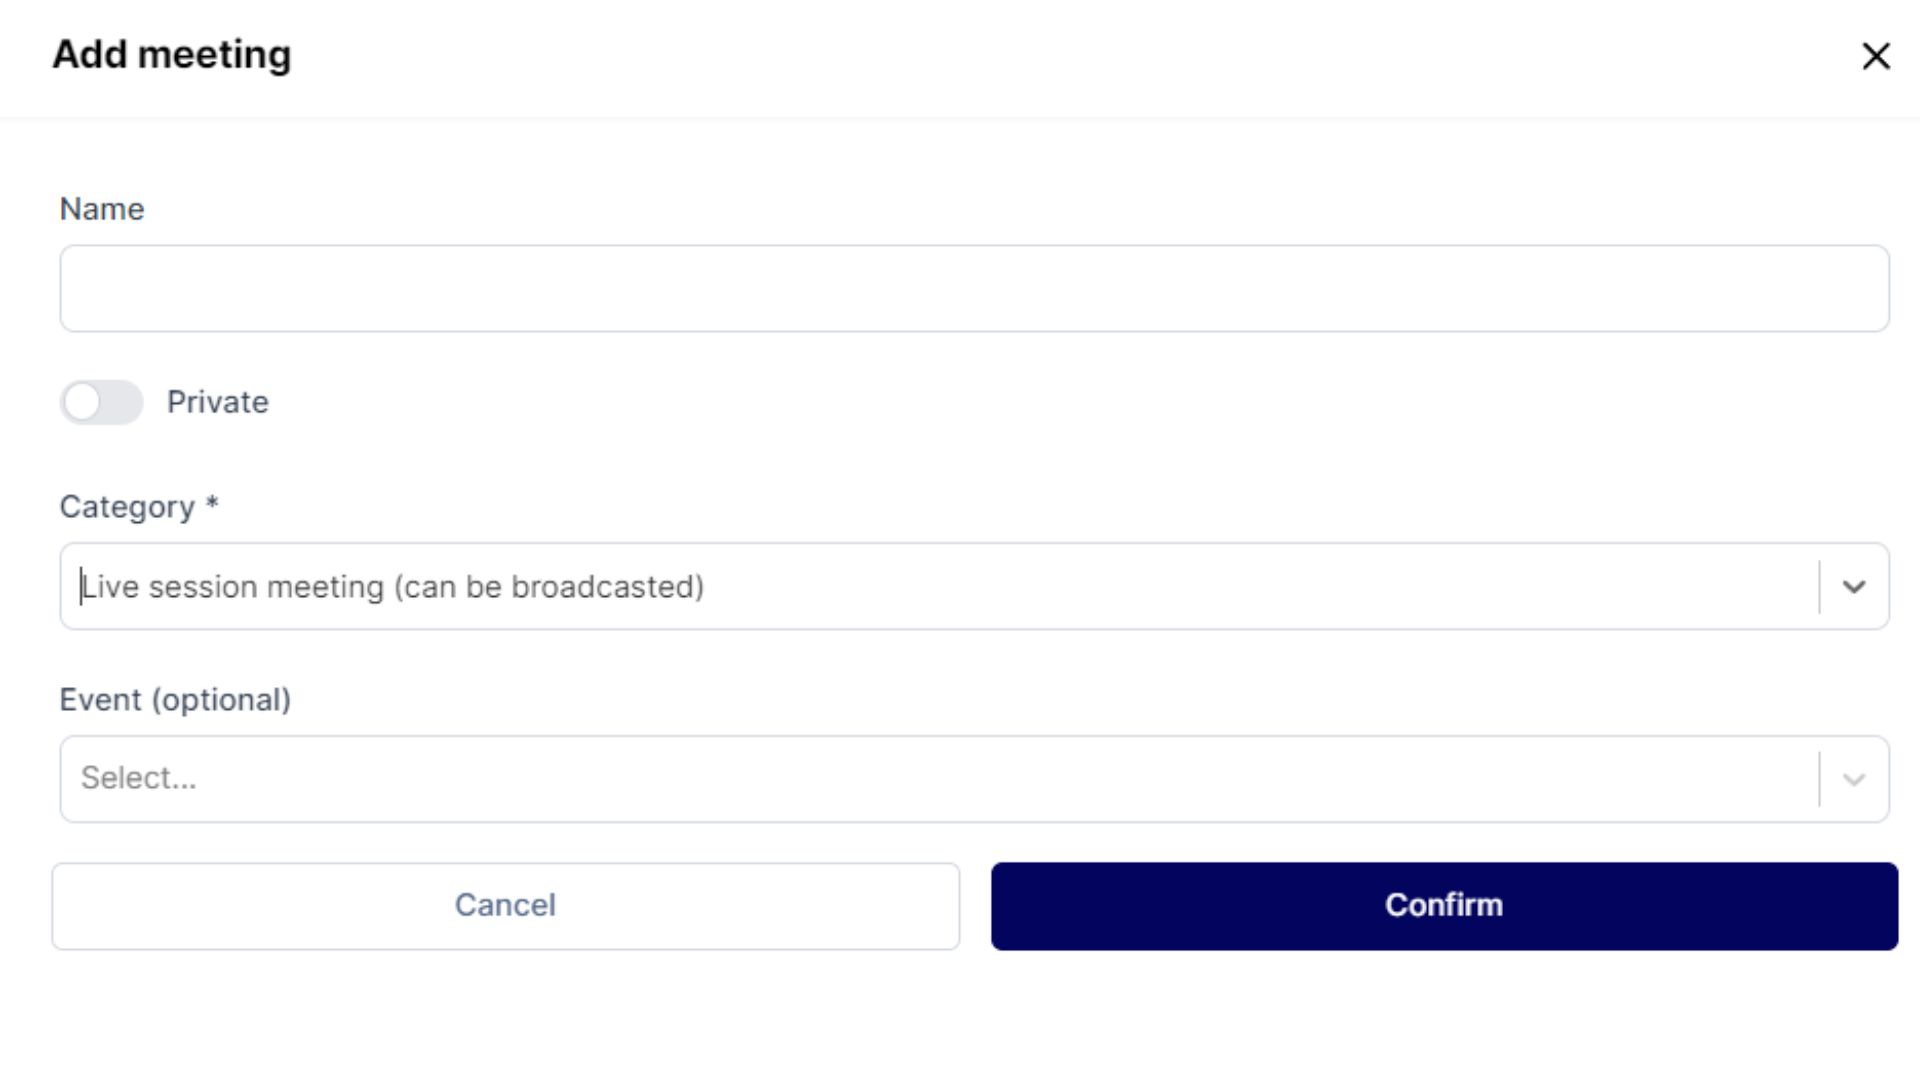 Add meeting
Name
Private
Category *
Live session meeting (can be broadcasted)
Event (optional)
Select...
Cancel
Confirm